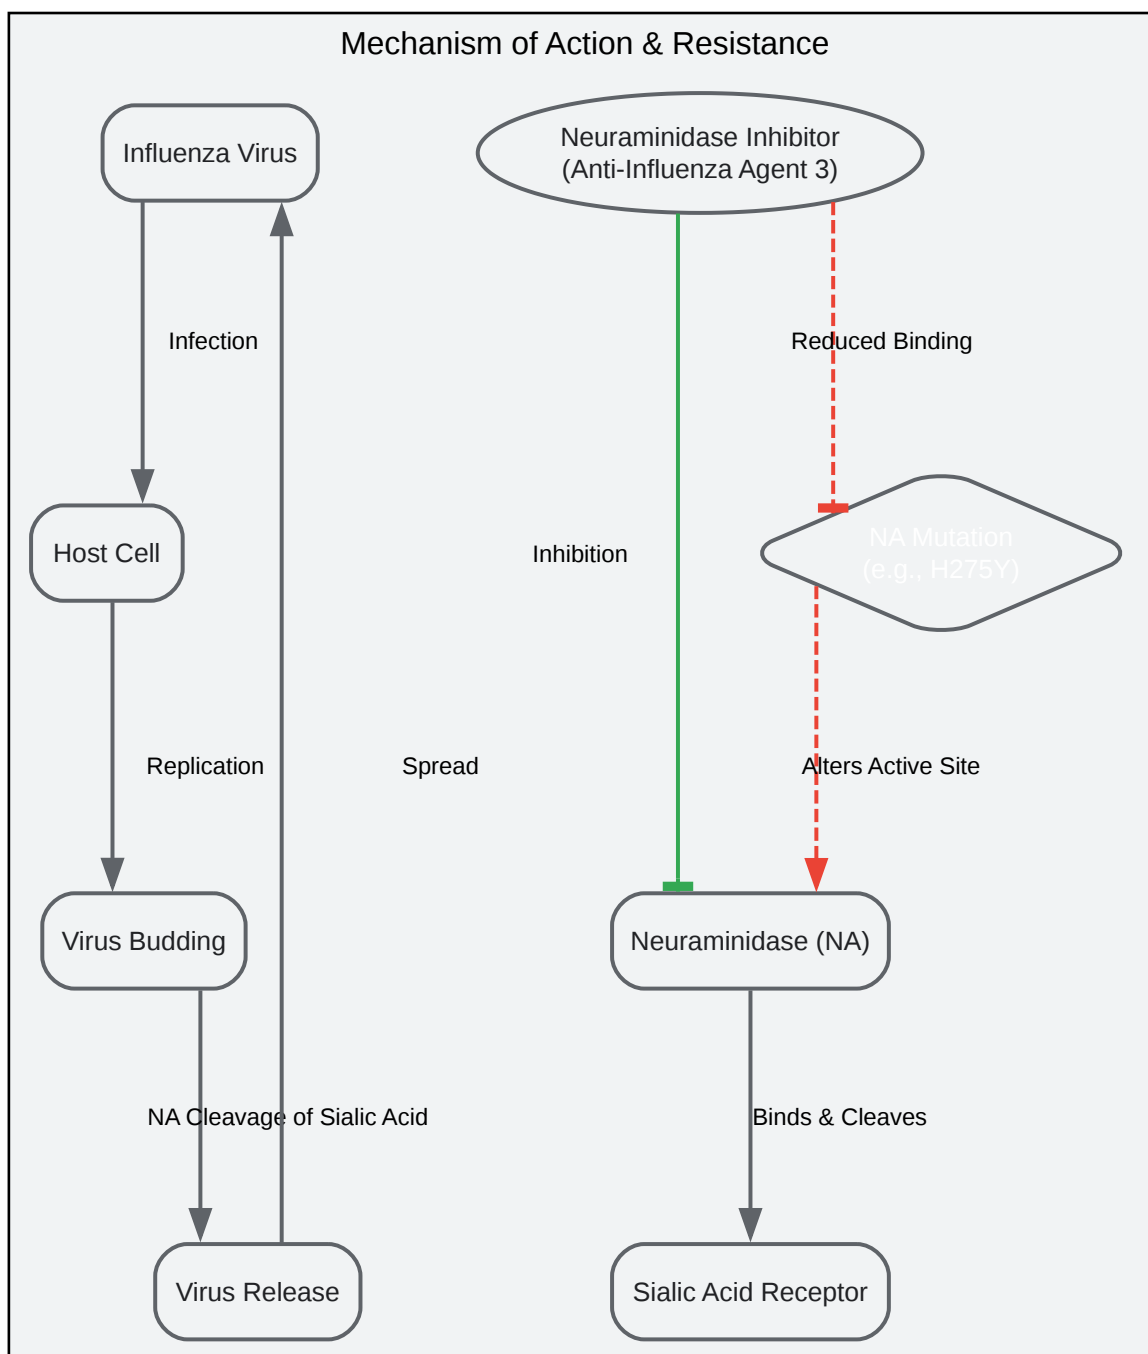 Mechanism of Action & Resistance
Influenza Virus
Neuraminidase Inhibitor
(Anti-Influenza Agent 3)
Infection
Reduced Binding
Host Cell
Inhibition
NA Mutation
(e.g., H275Y)
Replication
Spread
Alters Active Site
Virus Budding
Neuraminidase (NA)
NA Cleavage of Sialic Acid
Binds & Cleaves
Virus Release
Sialic Acid Receptor